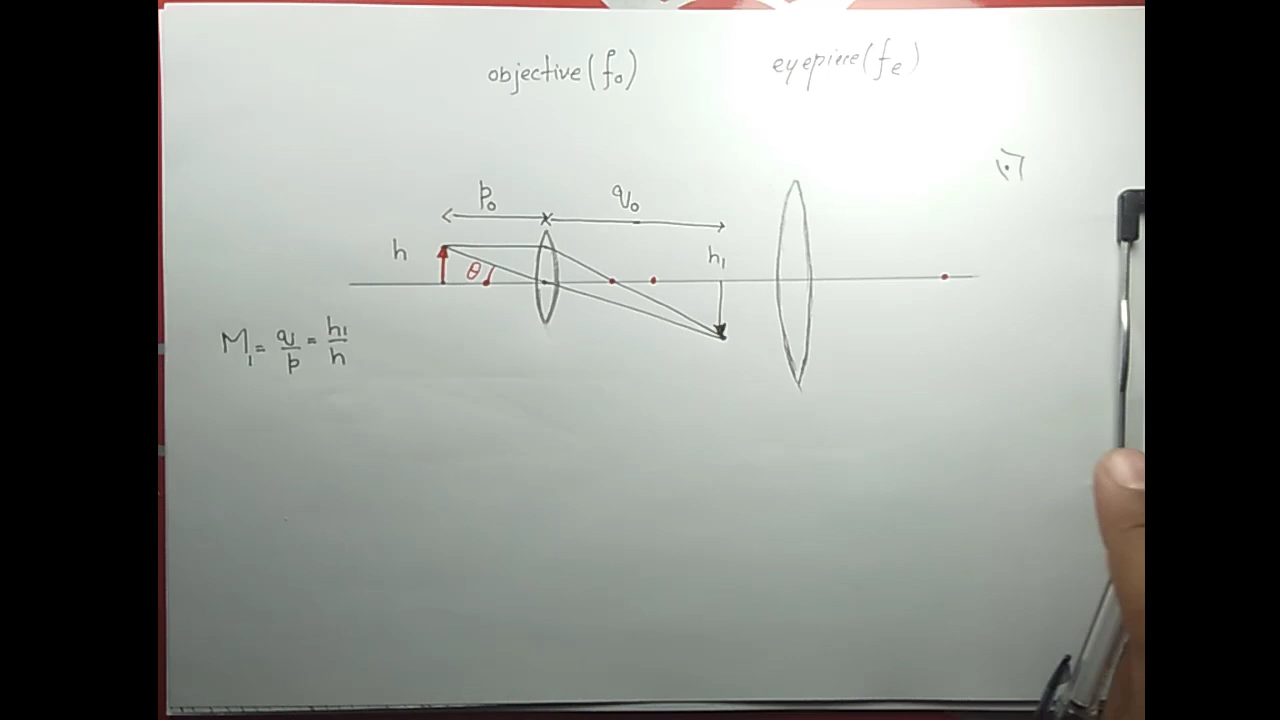 objective (f₀) eyepiece (fₑ)
p₀ q₀
h θ h₁
M₁ = q/p = h₁/h